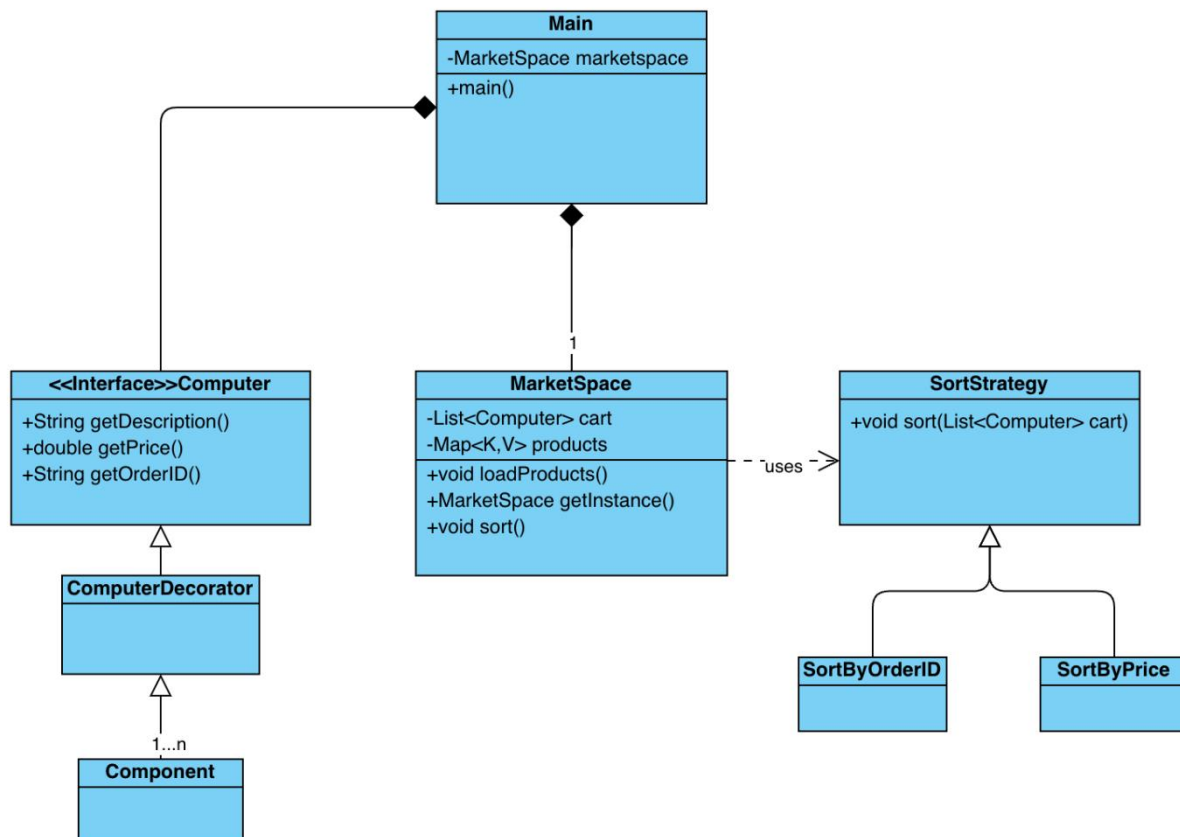 Main
-MarketSpace marketspace
+main()
1
<<Interface>>Computer
+String getDescription()
+double getPrice()
+String getOrderID()
MarketSpace
-List<Computer> cart
-Map<K,V> products
+void loadProducts()
+MarketSpace getInstance()
+void sort()
uses
SortStrategy
+void sort(List<Computer> cart)
ComputerDecorator
1...n
Component
SortByOrderID
SortByPrice